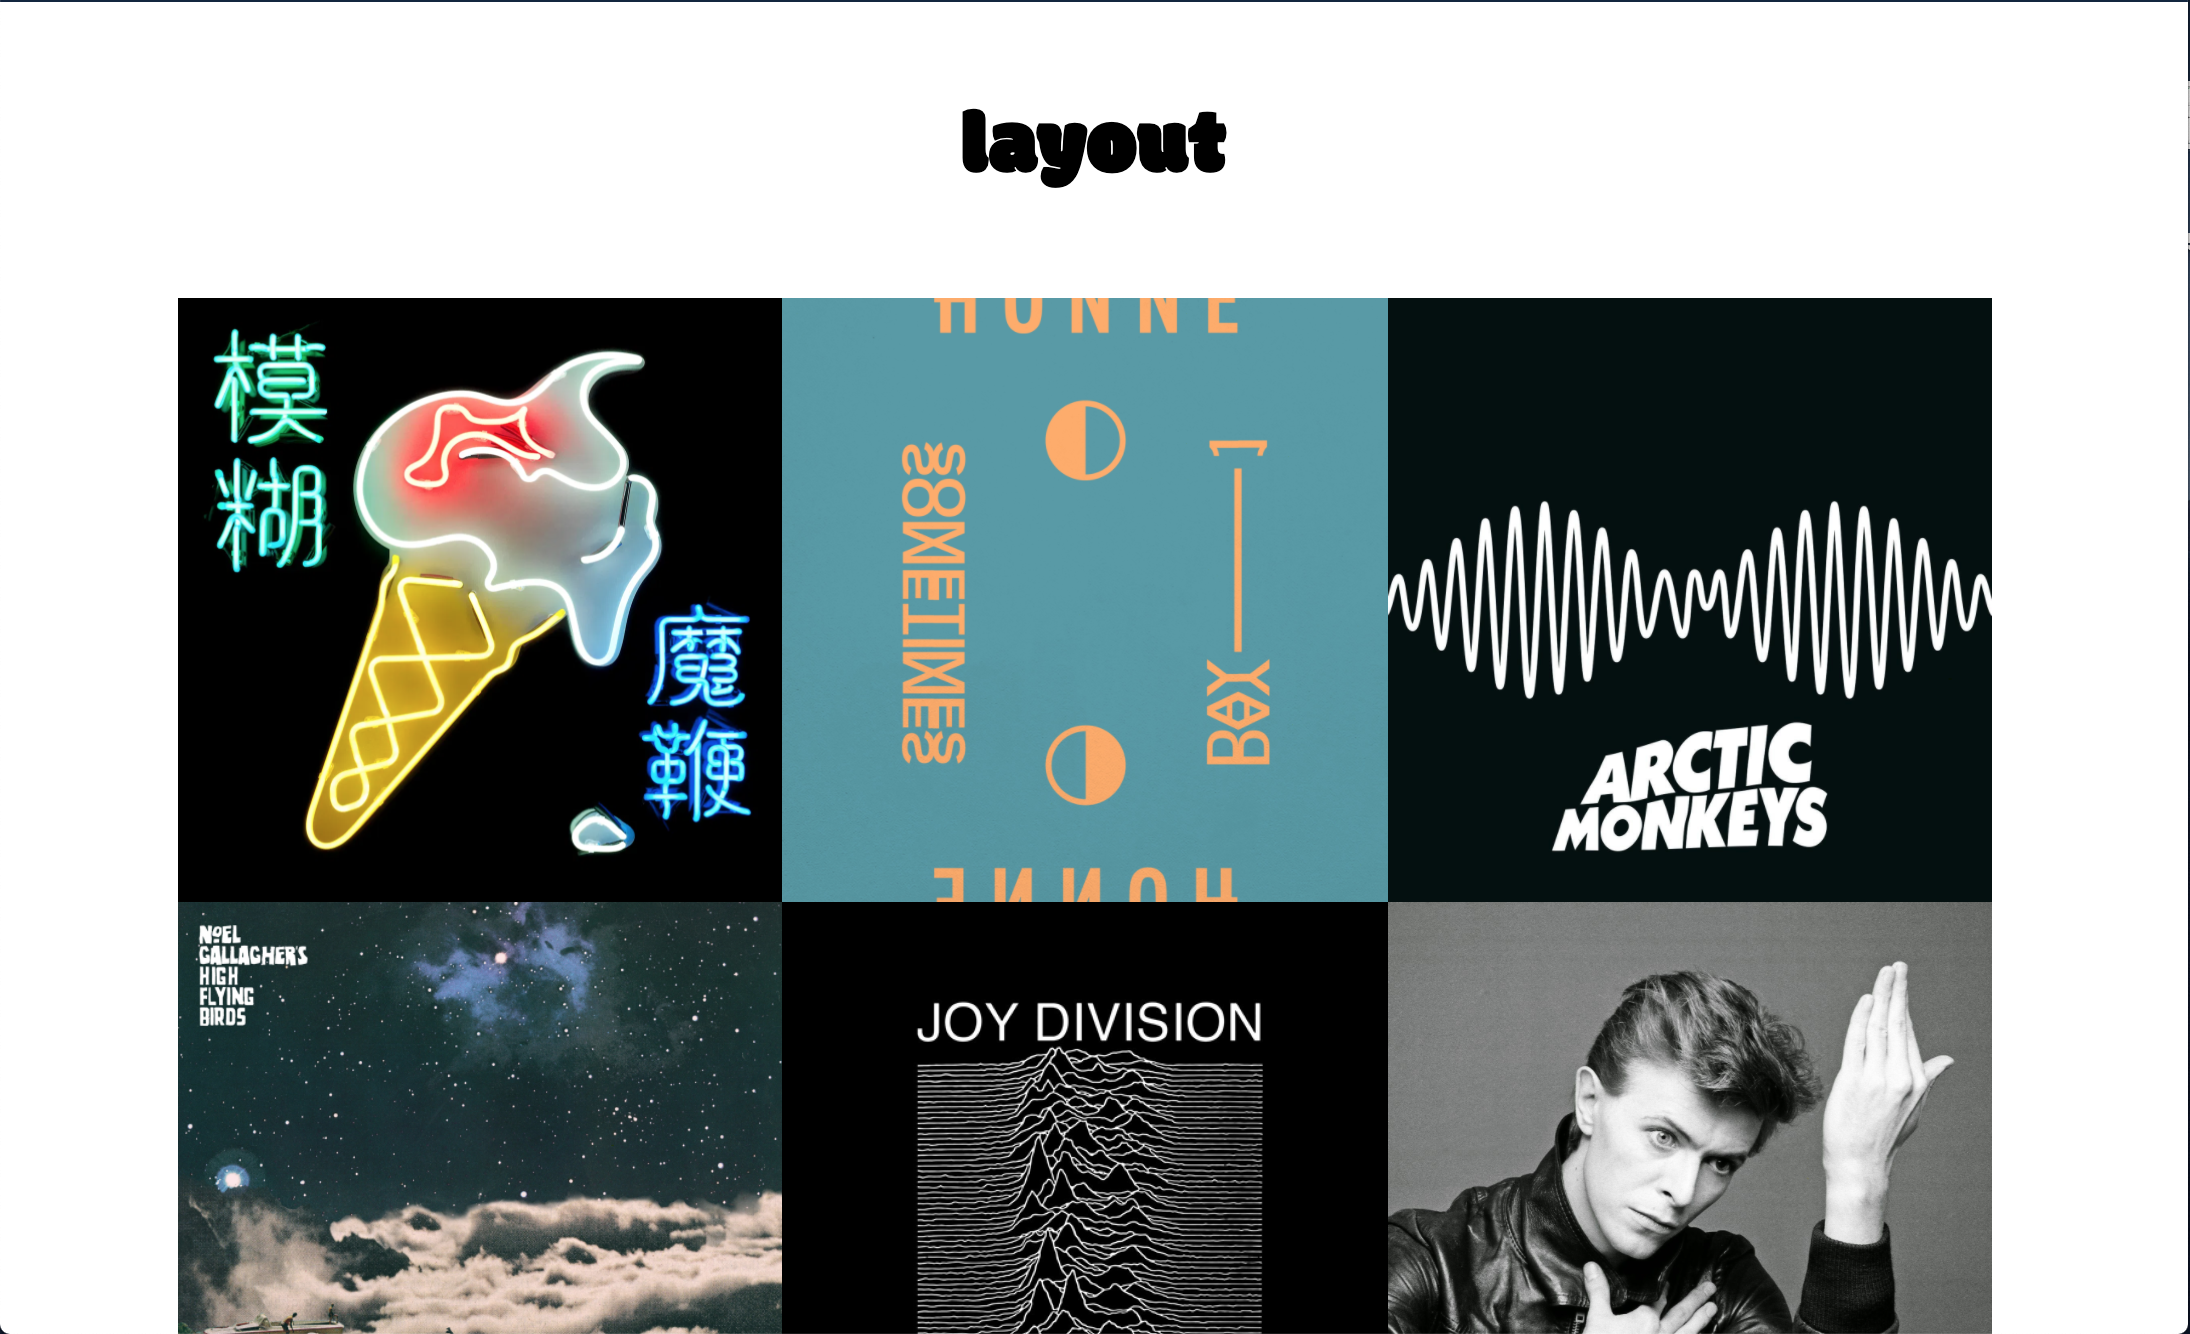 layout
模
糊
魔
鞭
HONNE
SOMETIMES
BOX—1
HONNE
ARCTIC
MONKEYS
NOEL
GALLAGHER'S
HIGH
FLYING
BIRDS
JOY DIVISION